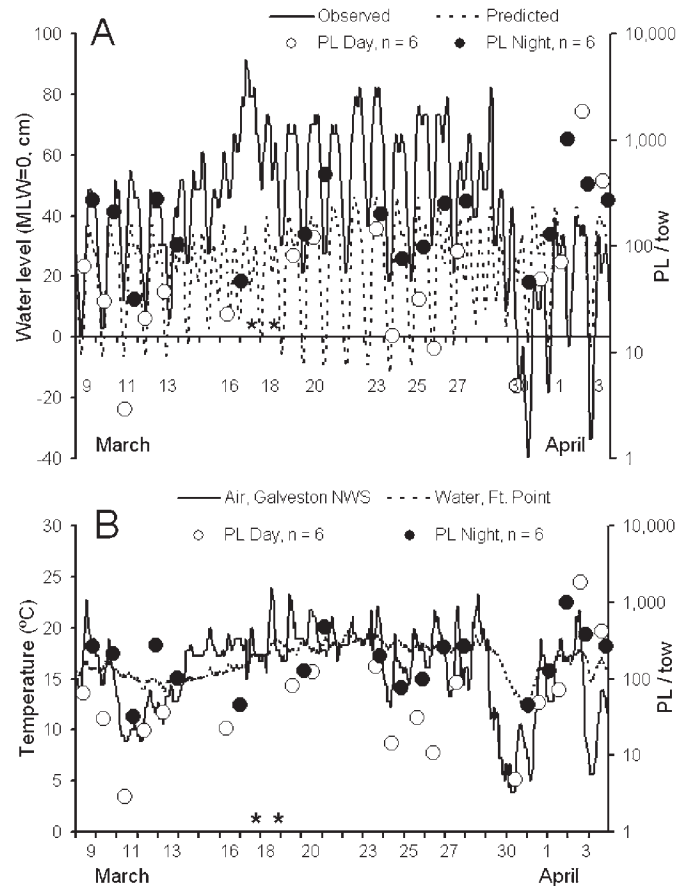 A
Observed
Predicted
PL Day, n = 6
PL Night, n = 6
Water level (MLW=0, cm)
100
80
60
40
20
0
-20
-40
10,000
1,000
100
10
1
PL / tow
* *
9 11 13 16 18 20 23 25 27 30 1 3
March April
B
Air, Galveston NWS
Water, Ft. Point
PL Day, n = 6
PL Night, n = 6
Temperature (ºC)
30
25
20
15
10
5
0
10,000
1,000
100
10
1
PL / tow
* *
9 11 13 16 18 20 23 25 27 30 1 3
March April